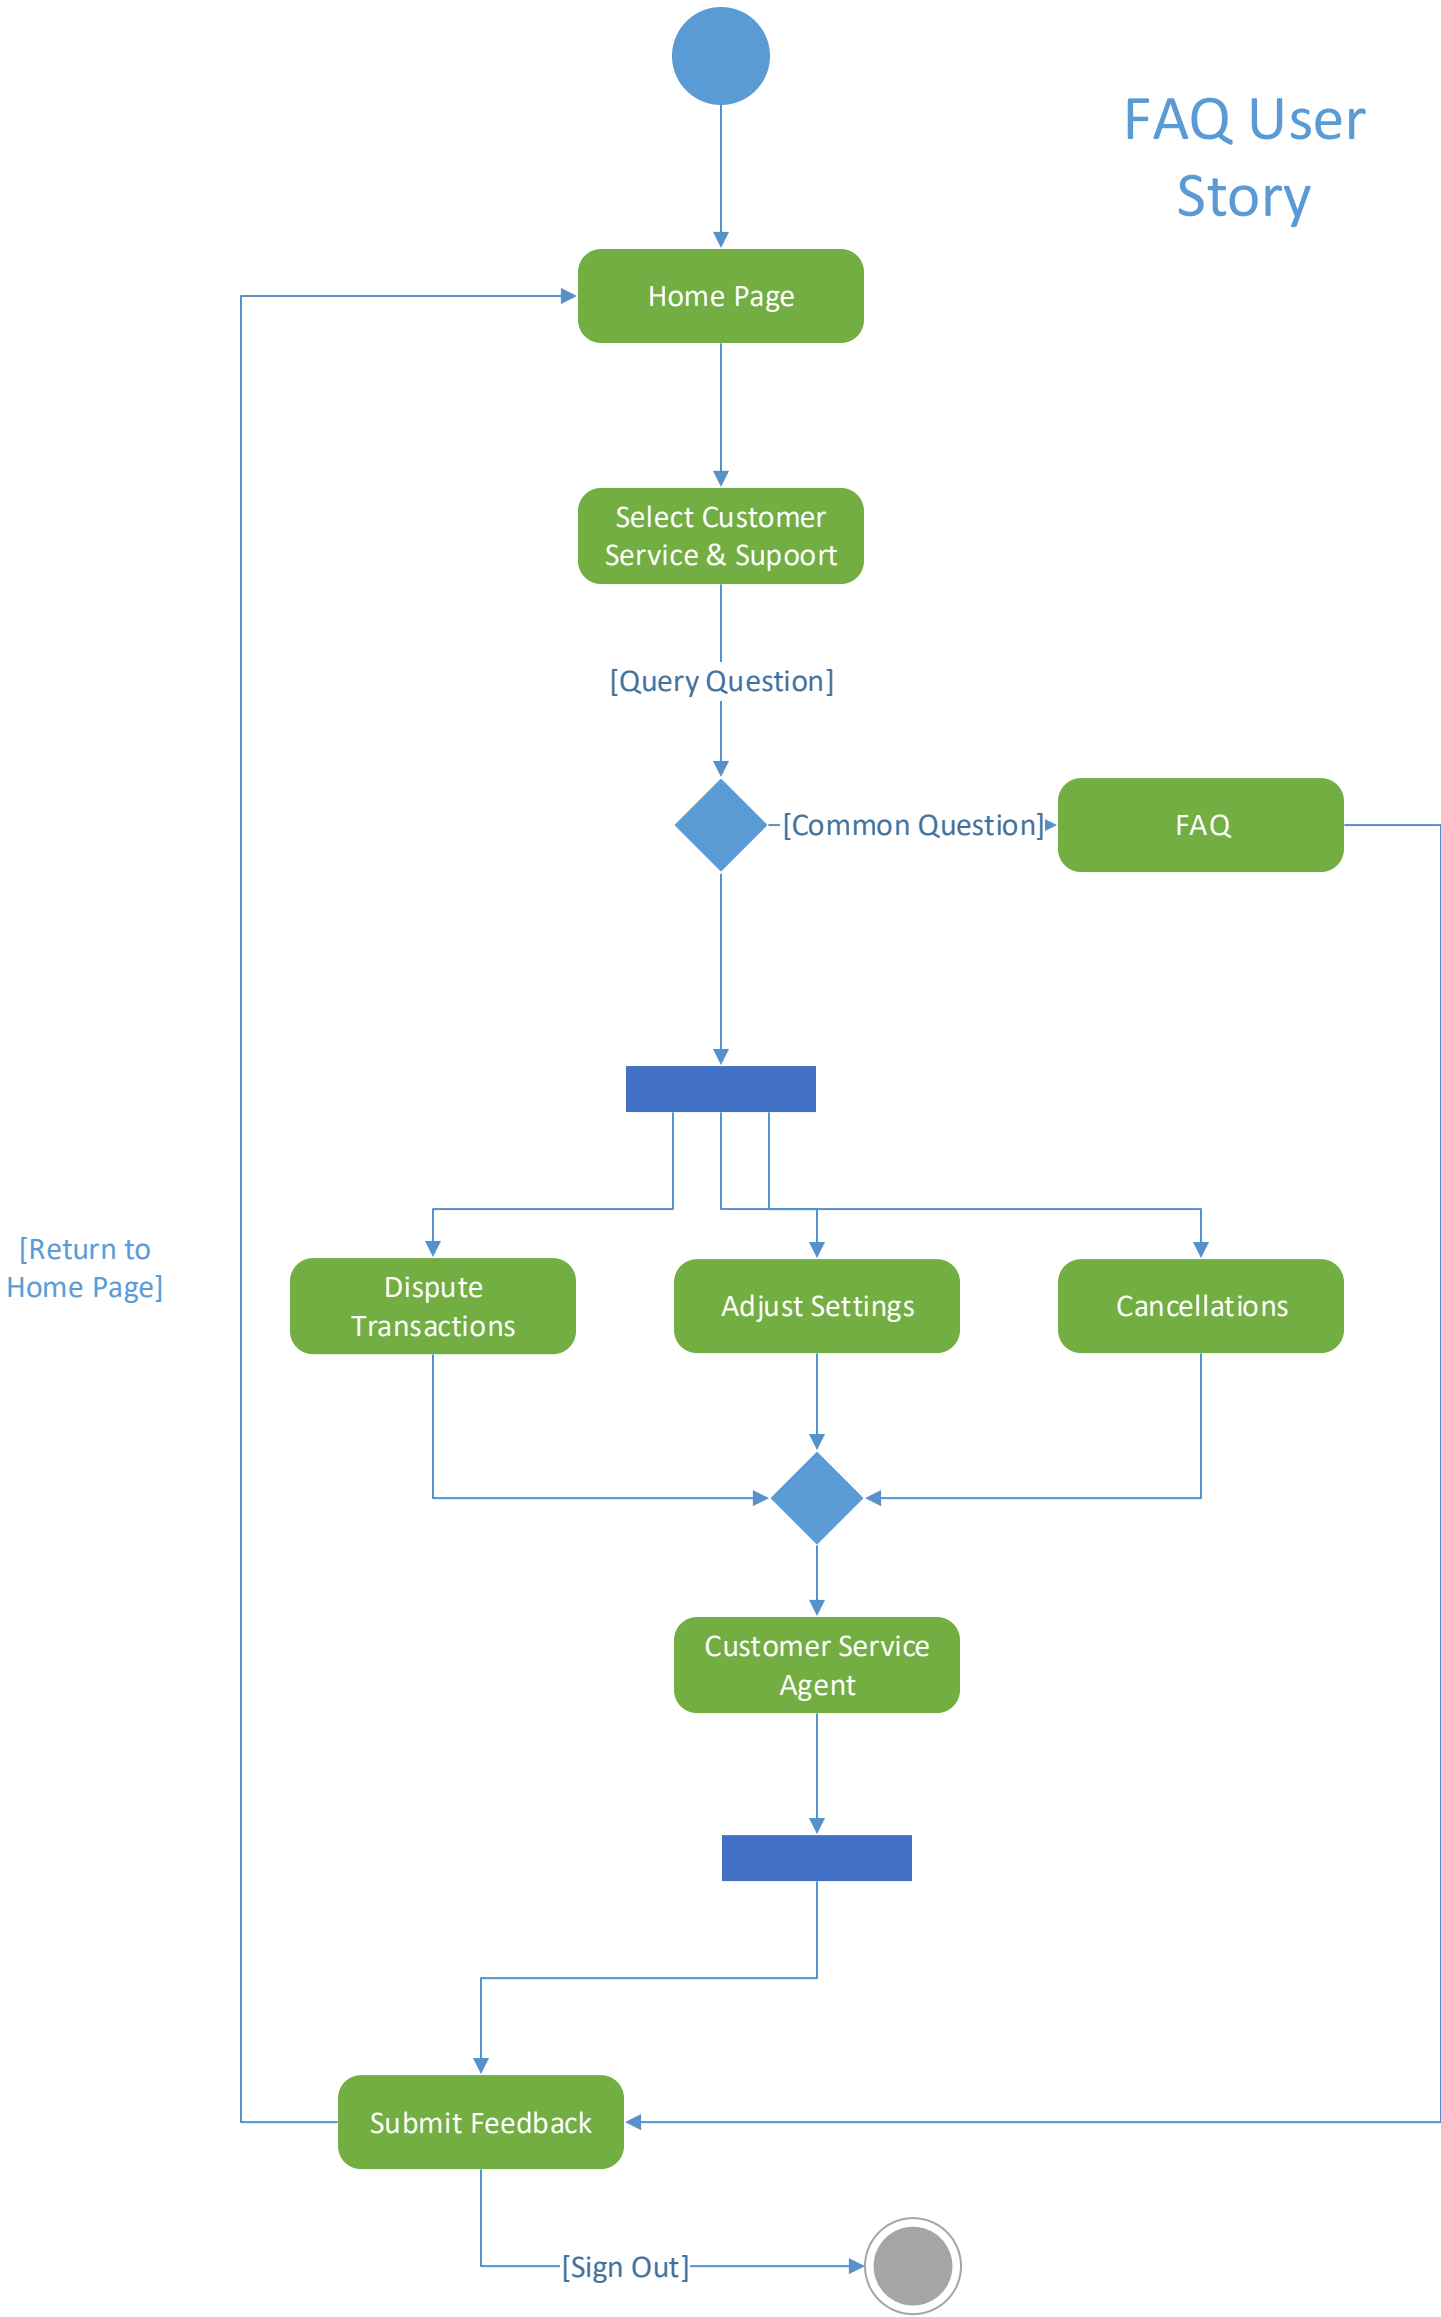 FAQ User
Story
Home Page
Select Customer
Service & Supoort
[Query Question]
[Common Question]
FAQ
[Return to
Home Page]
Dispute
Transactions
Adjust Settings
Cancellations
Customer Service
Agent
Submit Feedback
[Sign Out]